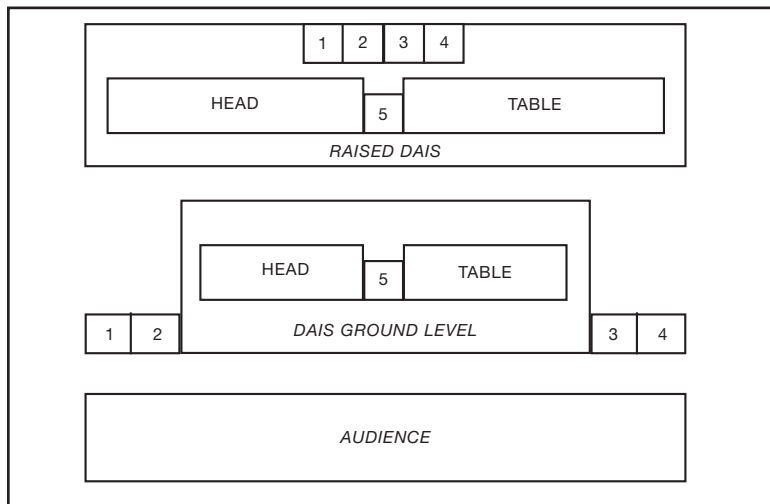 1 2 3 4
HEAD 5 TABLE
RAISED DAIS
HEAD 5 TABLE
1 2 DAIS GROUND LEVEL 3 4
AUDIENCE